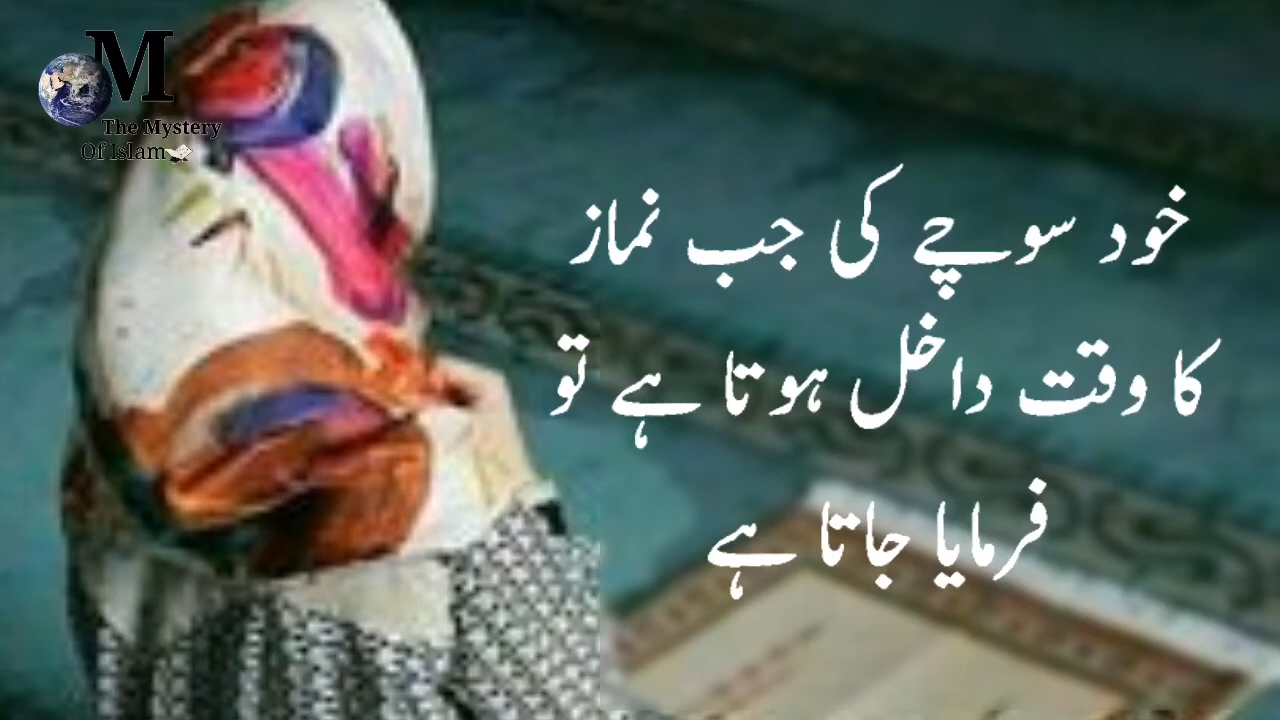 M
The Mystery
Of Islam
خود سوچے کی جب نماز
کا وقت داخل ہوتا ہے تو
فرمایا جاتا ہے